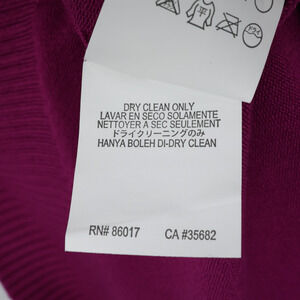 平
DRY CLEAN ONLY
LAVAR EN SECO SOLAMENTE
NETTOYER A SEC SEULEMENT
ドライクリーニングのみ
HANYA BOLEH DI-DRY CLEAN
RN# 86017 CA #35682